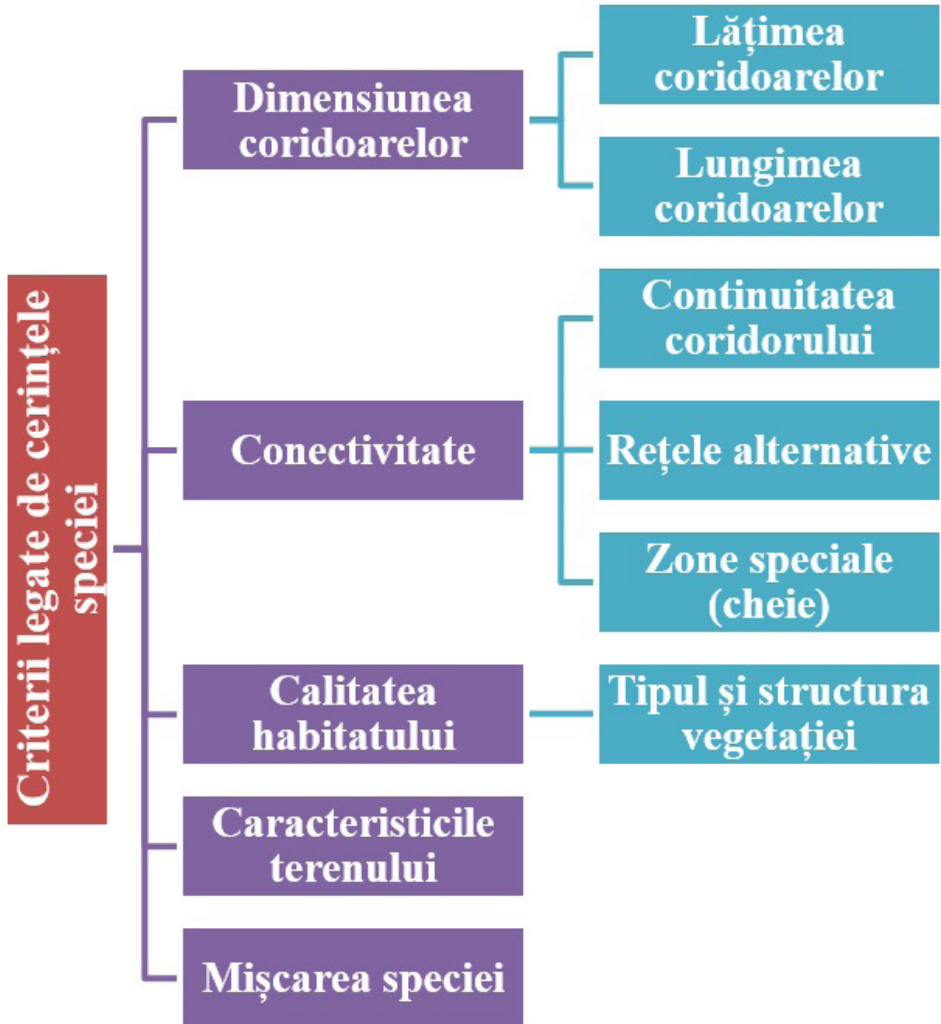 Criterii legate de cerințele
speciei
Dimensiunea
coridoarelor
Lățimea
coridoarelor
Lungimea
coridoarelor
Conectivitate
Continuitatea
coridorului
Rețele alternative
Zone speciale
(cheie)
Calitatea
habitatului
Tipul și structura
vegetației
Caracteristicile
terenului
Mișcarea speciei